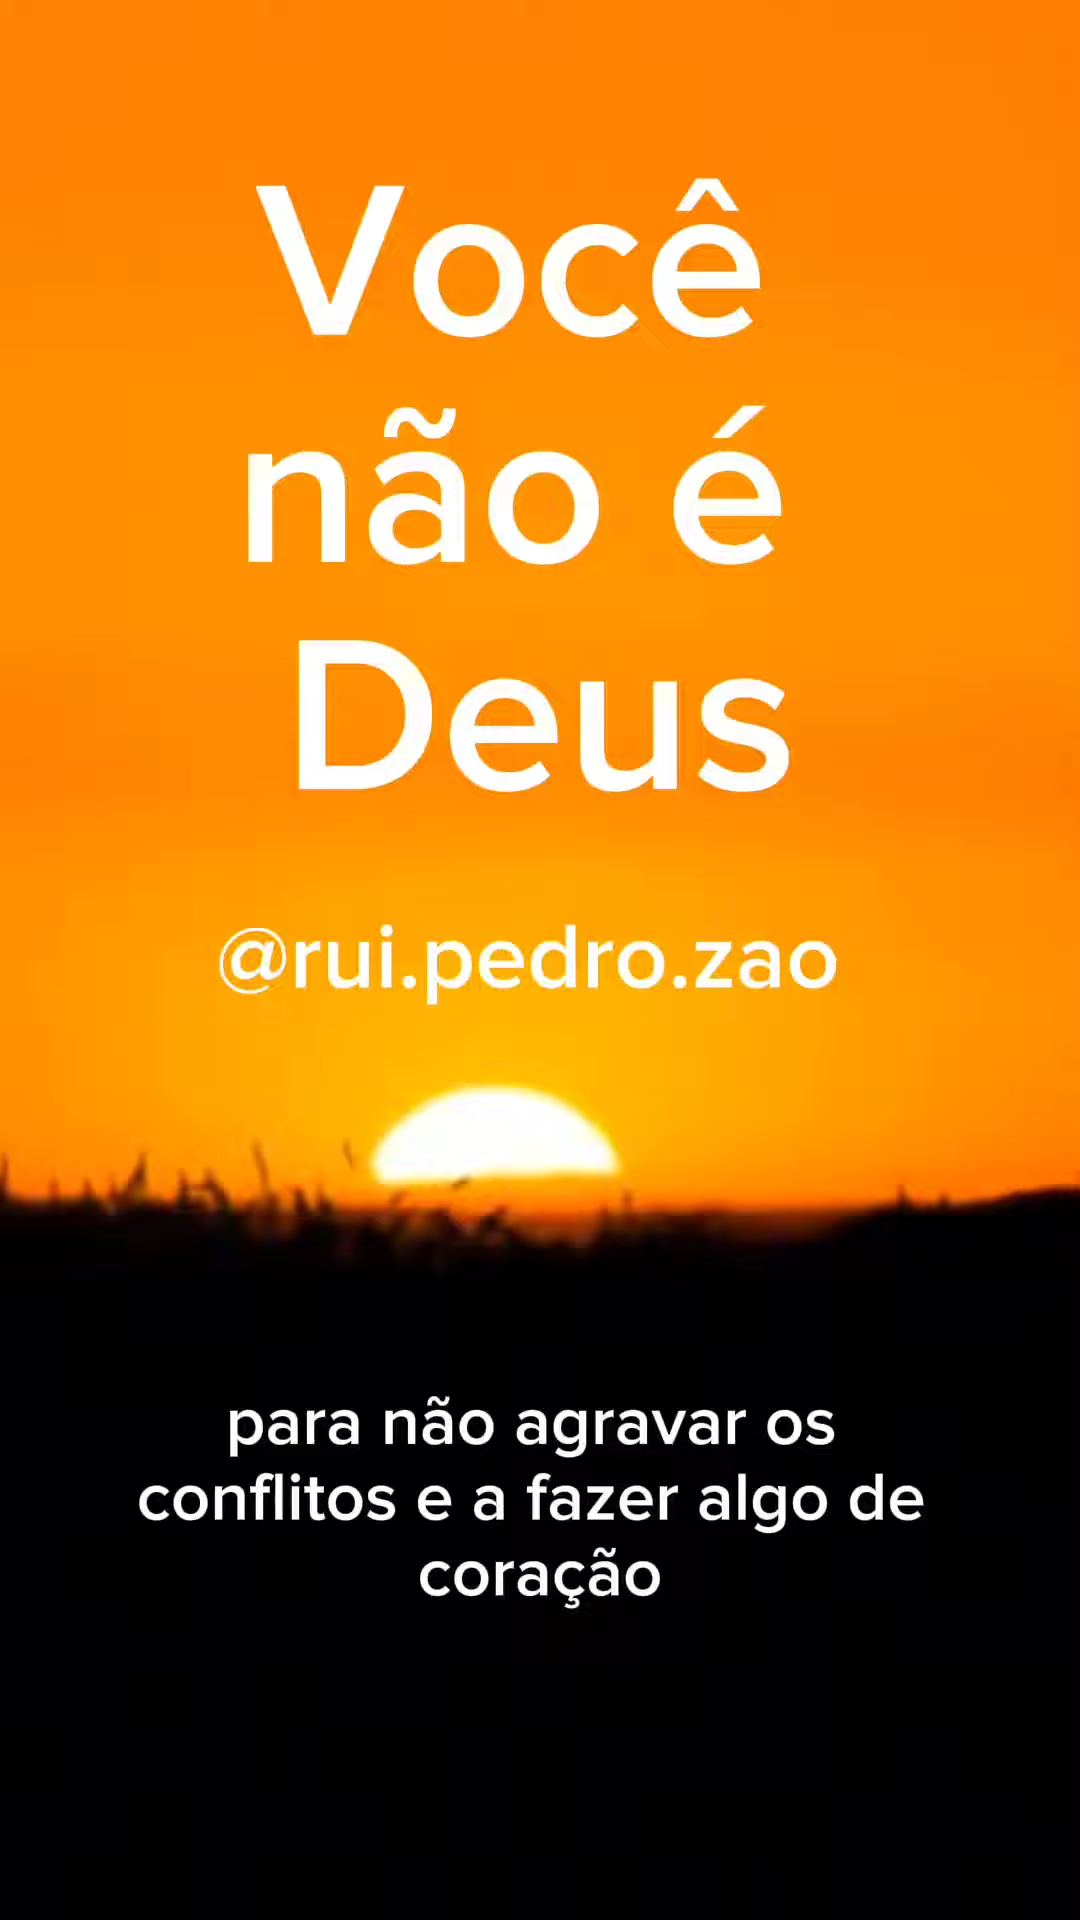 Você
não é
Deus
@rui.pedro.zao
para não agravar os
conflitos e a fazer algo de
coração